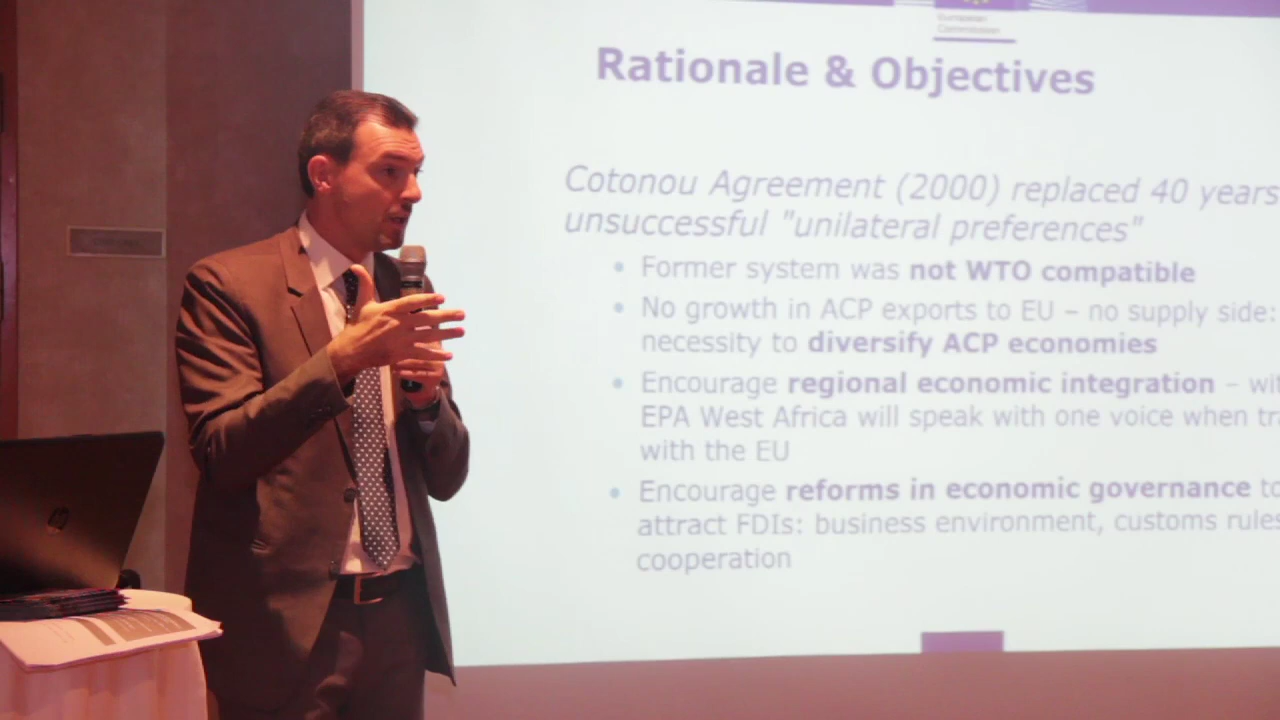 European
Commission
Rationale & Objectives
Cotonou Agreement (2000) replaced 40 years
unsuccessful "unilateral preferences"
• Former system was not WTO compatible
• No growth in ACP exports to EU – no supply side:
necessity to diversify ACP economies
• Encourage regional economic integration –
EPA West Africa will speak with one voice when
with the EU
• Encourage reforms in economic governance to
attract FDIs: business environment, customs rules
cooperation